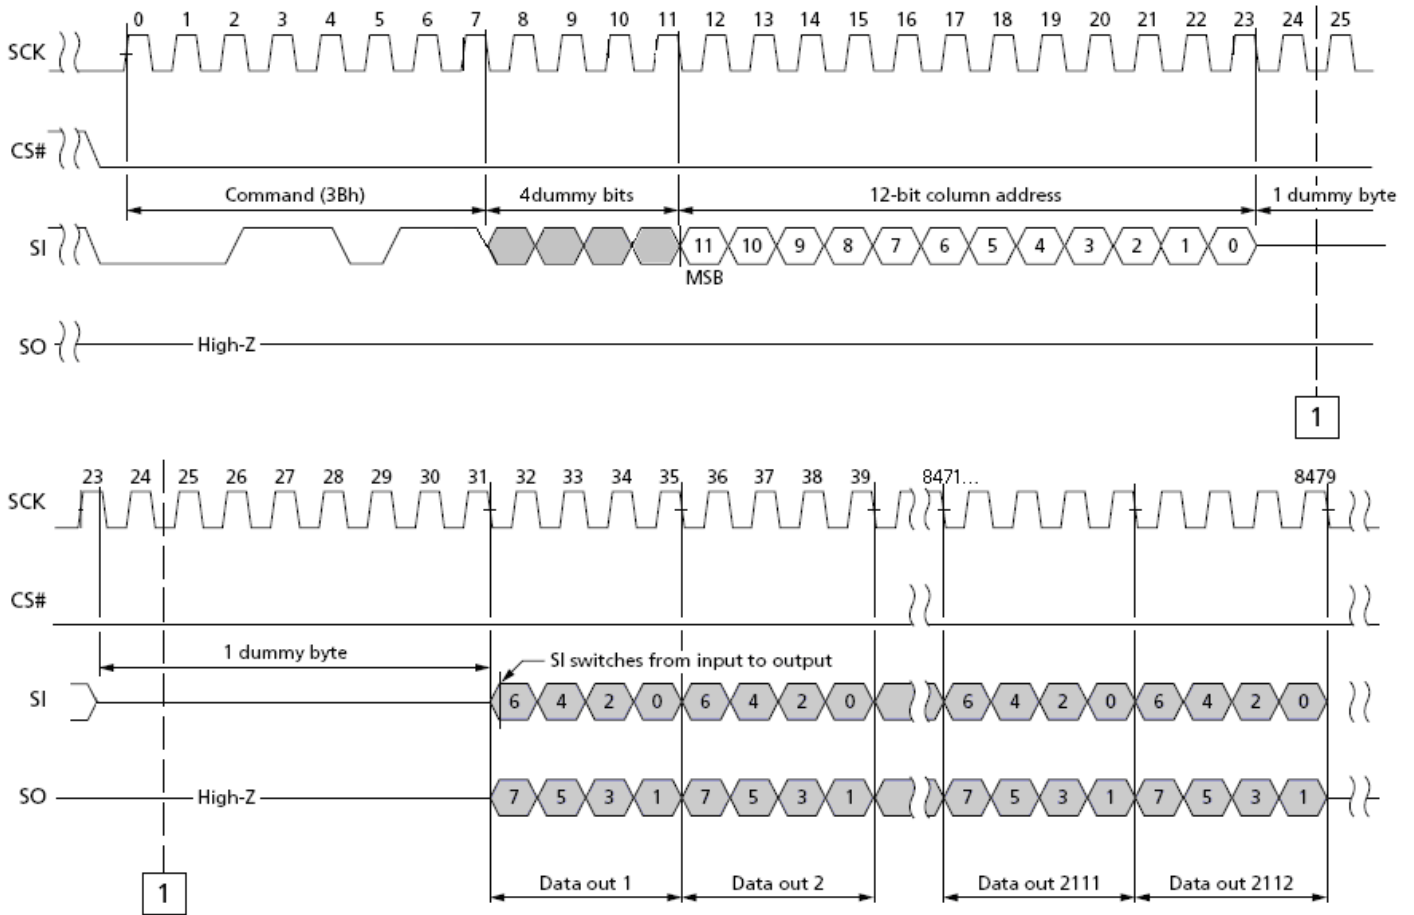 0 1 2 3 4 5 6 7 8 9 10 11 12 13 14 15 16 17 18 19 20 21 22 23 24 25
SCK
CS#
Command (3Bh) 4dummy bits 12-bit column address 1 dummy byte
SI 11 10 9 8 7 6 5 4 3 2 1 0
MSB
SO High-Z
1
23 24 25 26 27 28 29 30 31 32 33 34 35 36 37 38 39 8471... 8479
SCK
CS#
1 dummy byte SI switches from input to output
SI 6 4 2 0 6 4 2 0 6 4 2 0 6 4 2 0
SO High-Z 7 5 3 1 7 5 3 1 7 5 3 1 7 5 3 1
1 Data out 1 Data out 2 Data out 2111 Data out 2112